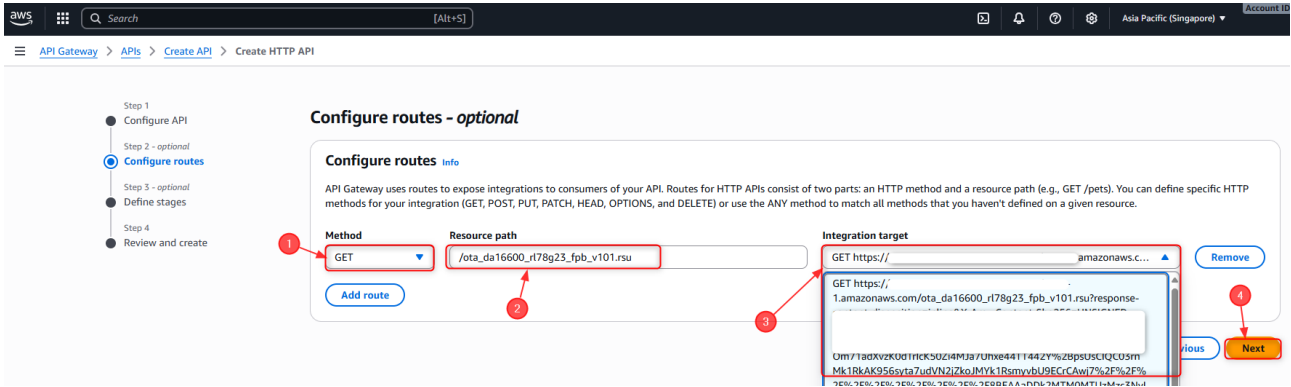 aws
Search
[Alt+S]
Account ID
Asia Pacific (Singapore)
API Gateway > APIs > Create API > Create HTTP API
Step 1
Configure API
Step 2 - optional
Configure routes
Step 3 - optional
Define stages
Step 4
Review and create
Configure routes - optional
Configure routes Info
API Gateway uses routes to expose integrations to consumers of your API. Routes for HTTP APIs consist of two parts: an HTTP method and a resource path (e.g., GET /pets). You can define specific HTTP
methods for your integration (GET, POST, PUT, PATCH, HEAD, OPTIONS, and DELETE) or use the ANY method to match all methods that you haven't defined on a given resource.
Method
Resource path
Integration target
1
GET
/ota_da16600_rl78g23_fpb_v101.rsu
GET https:// amazonaws.c...
Remove
Add route
2
3
GET https:/
1.amazonaws.com/ota_da16600_rl78g23_fpb_v101.rsu?response-
4
vious
Next